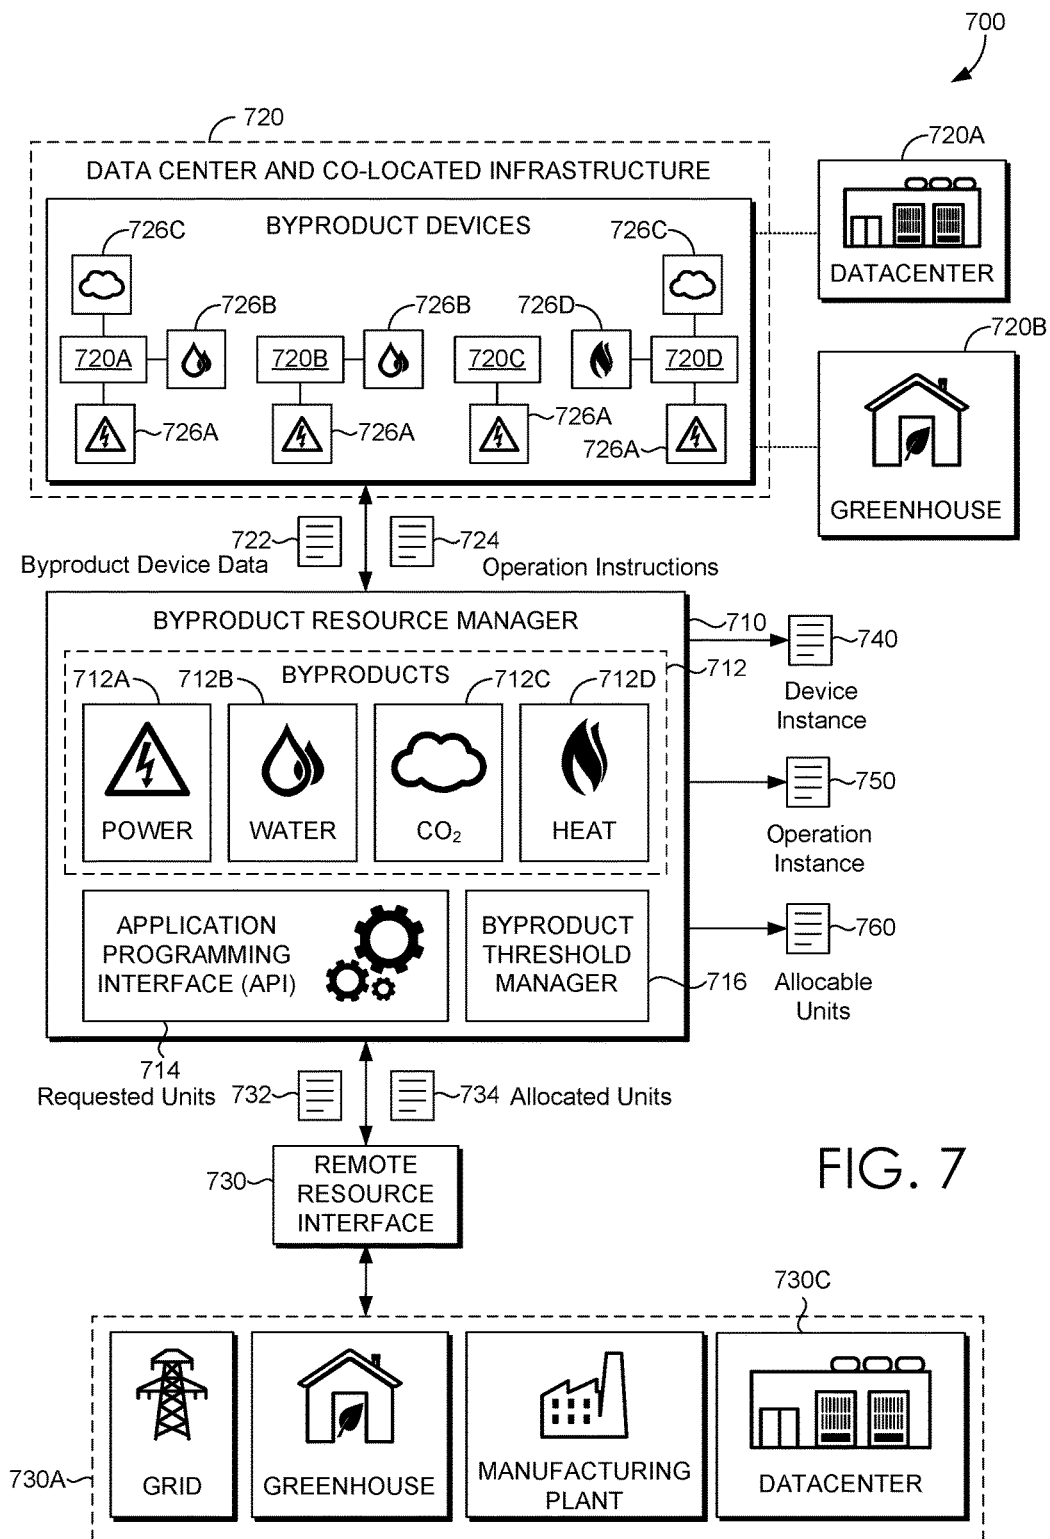 700
720
DATA CENTER AND CO-LOCATED INFRASTRUCTURE
720A
DATACENTER
BYPRODUCT DEVICES
726C
726C
726B
726B
726D
720A
720B
720C
720D
726A
726A
726A
726A
720B
GREENHOUSE
722
724
Byproduct Device Data
Operation Instructions
BYPRODUCT RESOURCE MANAGER
710
740
Device
Instance
712
BYPRODUCTS
712A
712B
712C
712D
POWER
WATER
CO₂
HEAT
750
Operation
Instance
APPLICATION
PROGRAMMING
INTERFACE (API)
BYPRODUCT
THRESHOLD
MANAGER
716
760
Allocable
Units
714
Requested Units
732
734
Allocated Units
730
REMOTE
RESOURCE
INTERFACE
FIG. 7
730C
730A
GRID
GREENHOUSE
MANUFACTURING
PLANT
DATACENTER